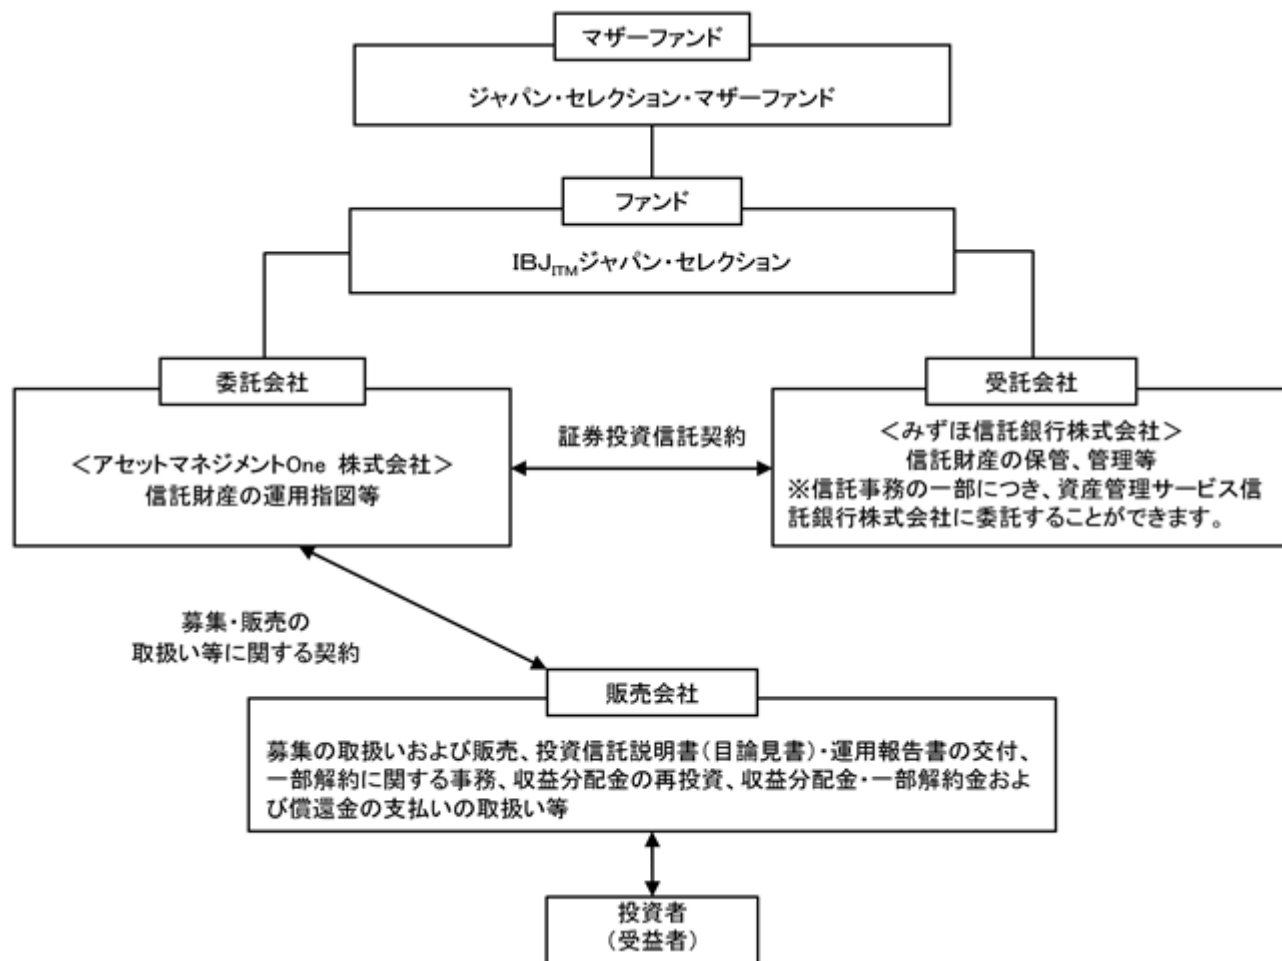 マザーファンド
ジャパン・セレクション・マザーファンド
ファンド
IBJITMジャパン・セレクション
委託会社
＜アセットマネジメントOne 株式会社＞
信託財産の運用指図等
証券投資信託契約
受託会社
＜みずほ信託銀行株式会社＞
信託財産の保管、管理等
※信託事務の一部につき、資産管理サービス信
託銀行株式会社に委託することができます。
募集・販売の
取扱い等に関する契約
販売会社
募集の取扱いおよび販売、投資信託説明書（目論見書）・運用報告書の交付、
一部解約に関する事務、収益分配金の再投資、収益分配金・一部解約金およ
び償還金の支払いの取扱い等
投資者
（受益者）